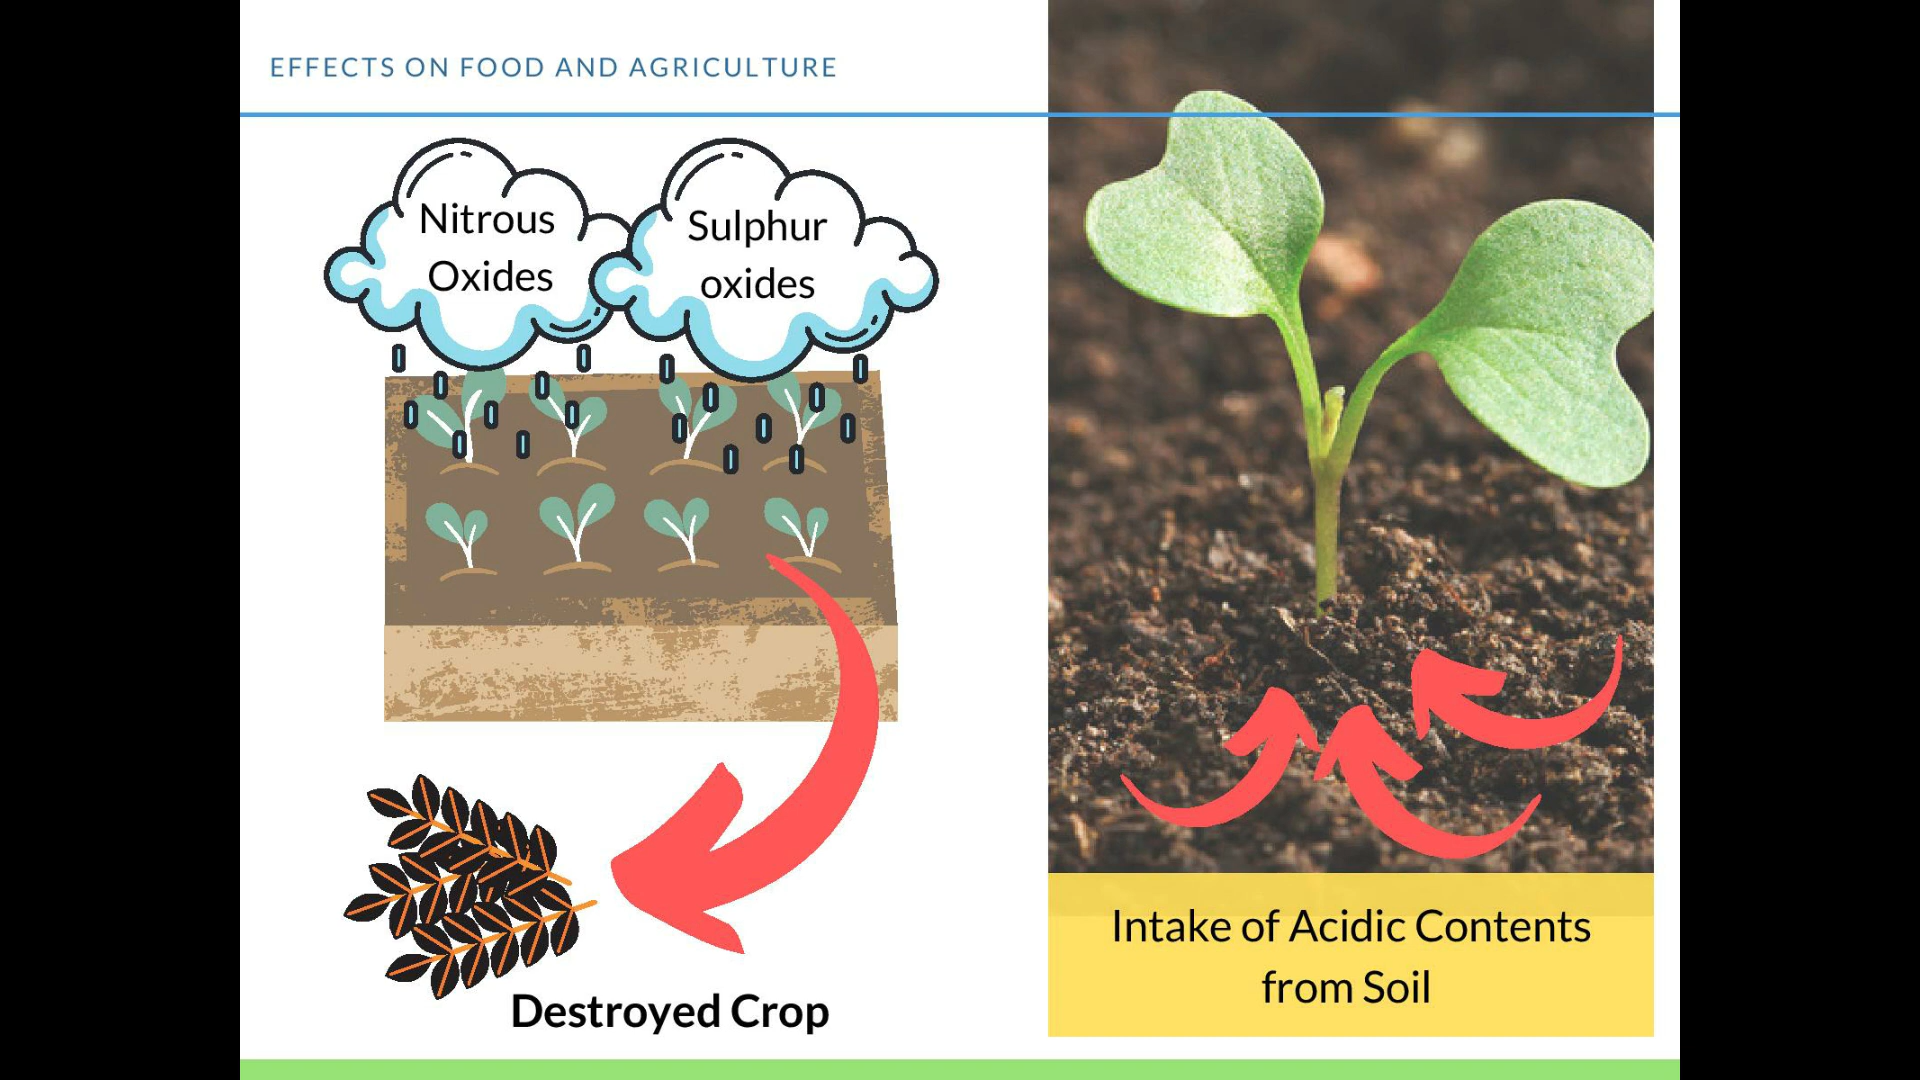 EFFECTS ON FOOD AND AGRICULTURE
Nitrous
Oxides
Sulphur
oxides
Destroyed Crop
Intake of Acidic Contents
from Soil